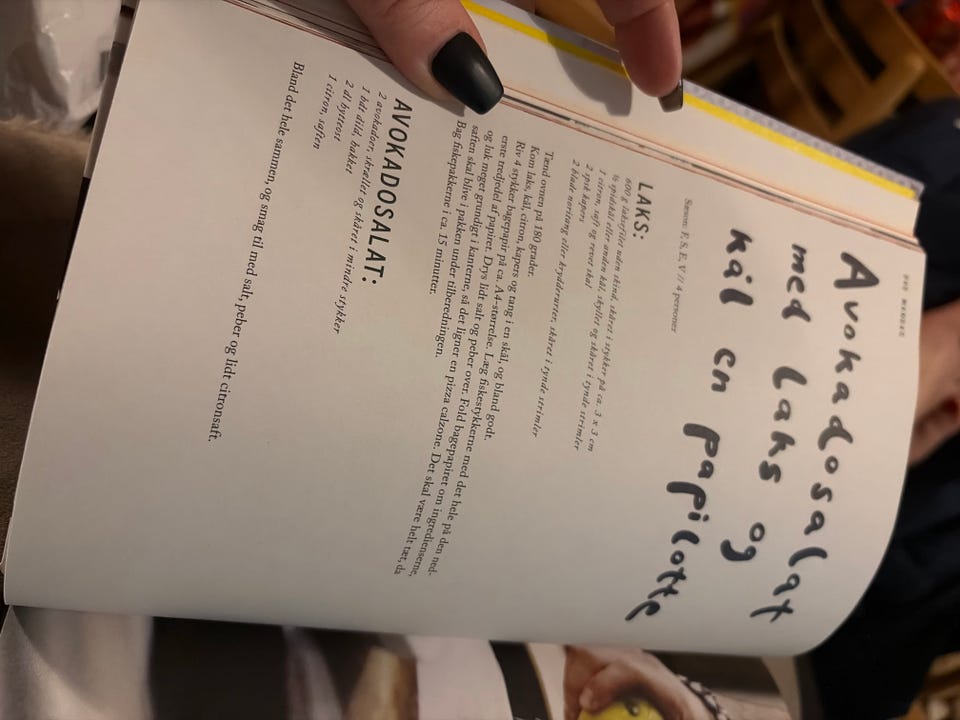 Avokadosalat
med laks og
kål en papilotte
Sæson: F, S, E, V // 4 personer
LAKS:
600 g laksefilet uden skind, skåret i stykker på ca. 3 x 3 cm
½ spidskål eller anden kål, skyllet og skåret i tynde strimler
1 citron, saft og revet skal
2 spsk kapers
2 blade noritang eller krydderurter, skåret i tynde strimler
Tænd ovnen på 180 grader.
Kom laks, kål, citron, kapers og tang i en skål, og bland godt.
Riv 4 stykker bagepapir på ca. A4-størrelse. Læg fiskestykkerne med det hele på den ned-
erste tredjedel af papiret. Drys lidt salt og peber over. Fold bagepapiret om ingredienserne,
og luk meget grundigt i kanterne, så det ligner en pizza calzone. Det skal være helt tæt, da
saften skal blive i pakken under tilberedningen.
Bag fiskepakkerne i ca. 15 minutter.
AVOKADOSALAT:
2 avokadoer, skrællet og skåret i mindre stykker
1 bdt dild, hakket
2 dl hytteost
1 citron, saften
Bland det hele sammen, og smag til med salt, peber og lidt citronsaft.